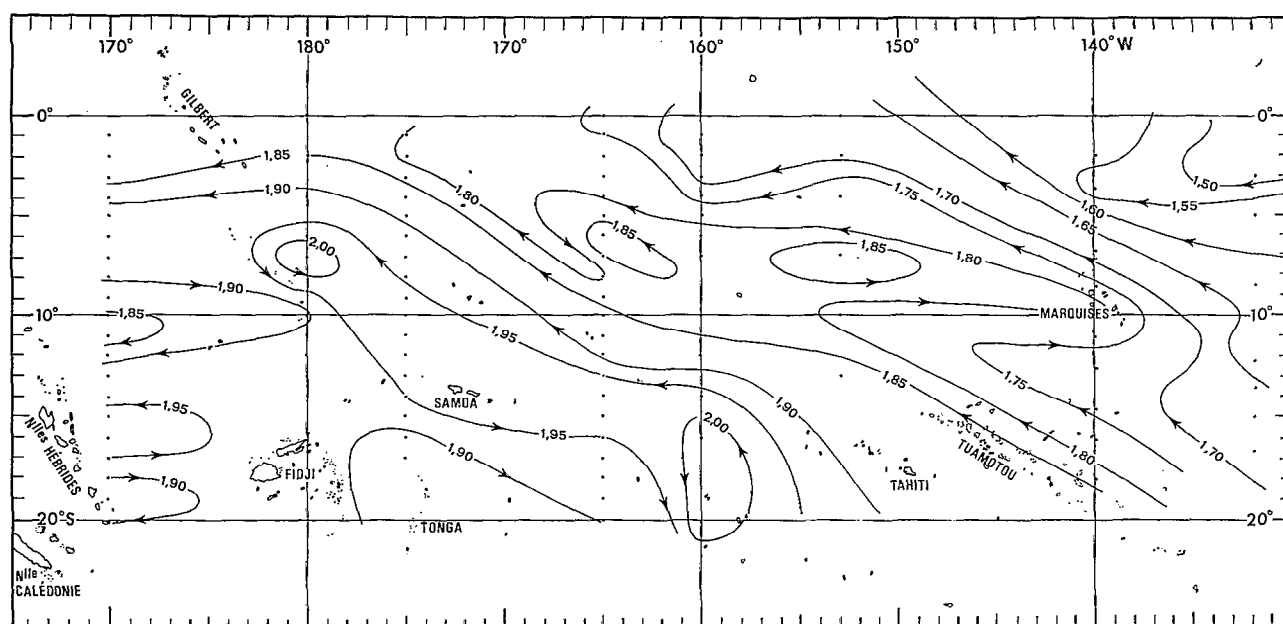 170° 180° 170° 160° 150° 140° W
GILBERT
0° 0°
1,85
1,90
1,80
1,85
1,75
1,70
1,60
1,65
1,50
1,55
2,00
1,85
1,80
1,90
1,85
1,95
10° 10°
MARQUISES
1,75
1,85
SAMOA
1,95
1,90
1,95
2,00
1,90
Nlles HÉBRIDES
FIDJI
1,90
TUAMOTOU
TAHITI
1,80
1,70
20°S 20°
TONGA
Nlle
CALÉDONIE